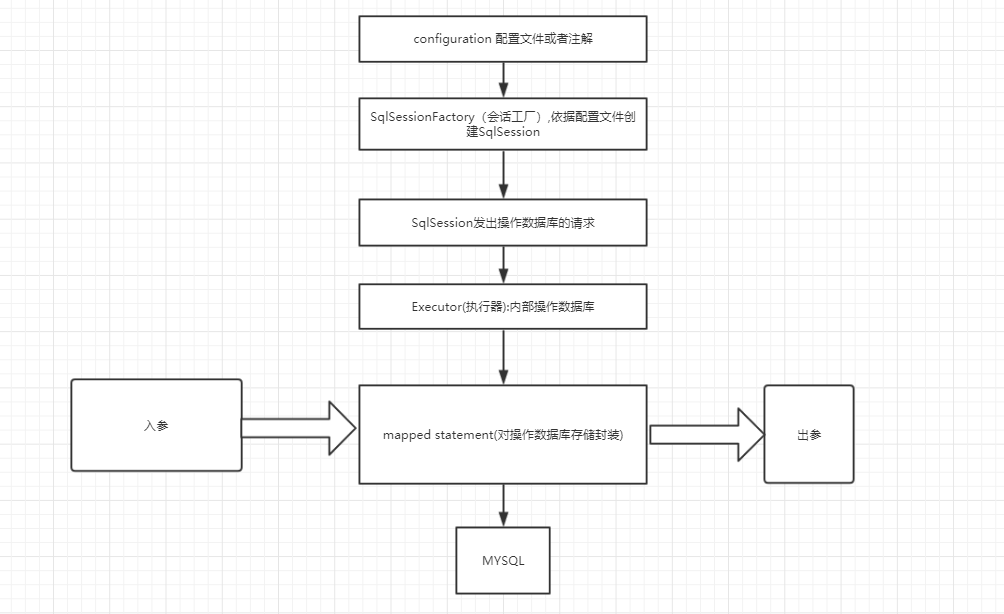 configuration 配置文件或者注解
SqlSessionFactory（会话工厂）,依据配置文件创
建SqlSession
SqlSession发出操作数据库的请求
Executor(执行器):内部操作数据库
入参
mapped statement(对操作数据库存储封装)
出参
MYSQL